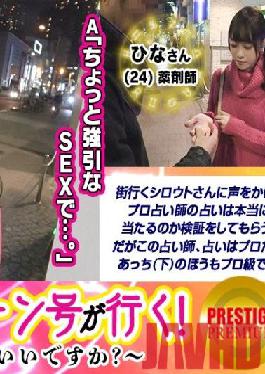 ひなさん
(24) 薬剤師
A「ちょっと強引な
SEXで…。」
街行くシロウトさんに声をか
プロ占い師の占いは本当に
当たるのか検証をしてもらう
だがこの占い師、占いはプロだ
あっち(下)のほうもプロ級で
ーン号が行く!
いいですか?~
PRESTIGE
PREMIUM
JAVHD